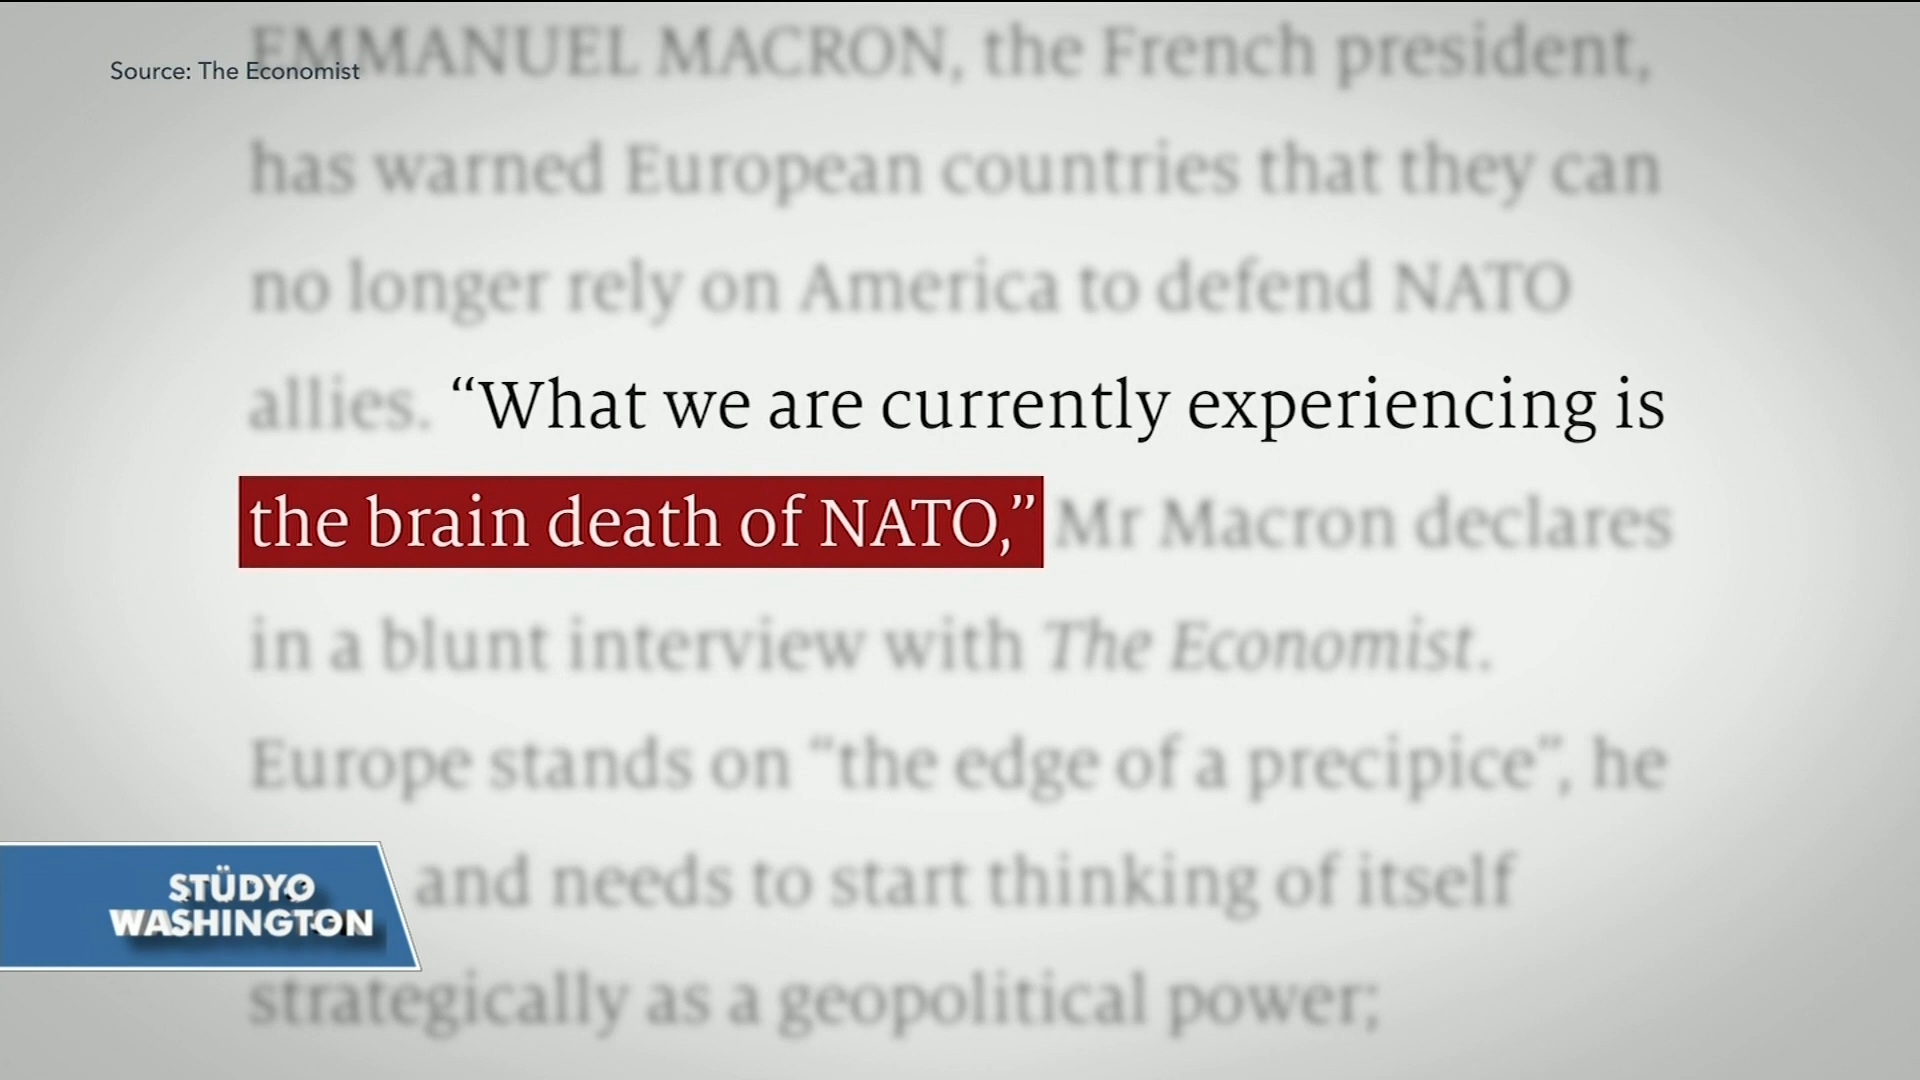 EMMANUEL MACRON, the French president,
Source: The Economist
has warned European countries that they can
no longer rely on America to defend NATO
allies. “What we are currently experiencing is
the brain death of NATO,” Mr Macron declares
in a blunt interview with The Economist.
Europe stands on “the edge of a precipice”, he
and needs to start thinking of itself
STÜDYO
WASHINGTON
strategically as a geopolitical power;